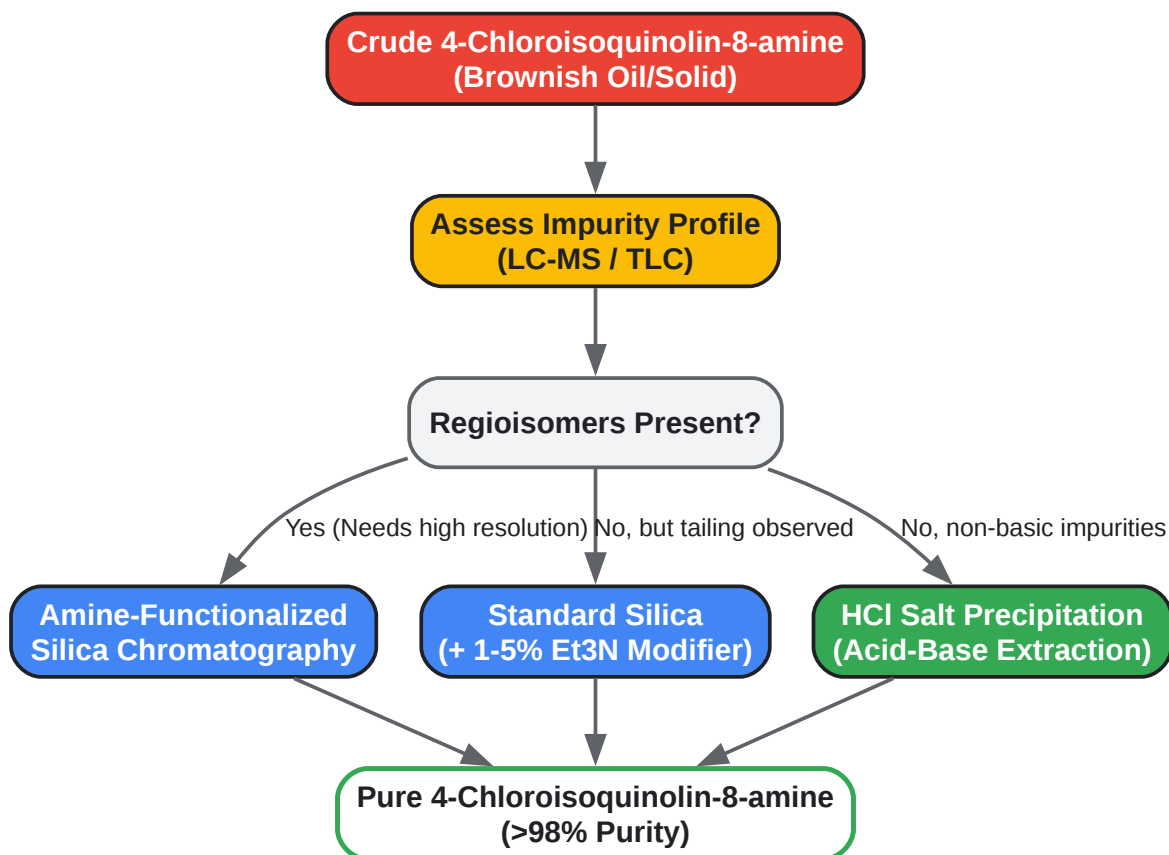 Crude 4-Chloroisoquinolin-8-amine
(Brownish Oil/Solid)
Assess Impurity Profile
(LC-MS / TLC)
Regioisomers Present?
Yes (Needs high resolution)
No, but tailing observed
No, non-basic impurities
Amine-Functionalized
Silica Chromatography
Standard Silica
(+ 1-5% Et3N Modifier)
HCl Salt Precipitation
(Acid-Base Extraction)
Pure 4-Chloroisoquinolin-8-amine
(>98% Purity)